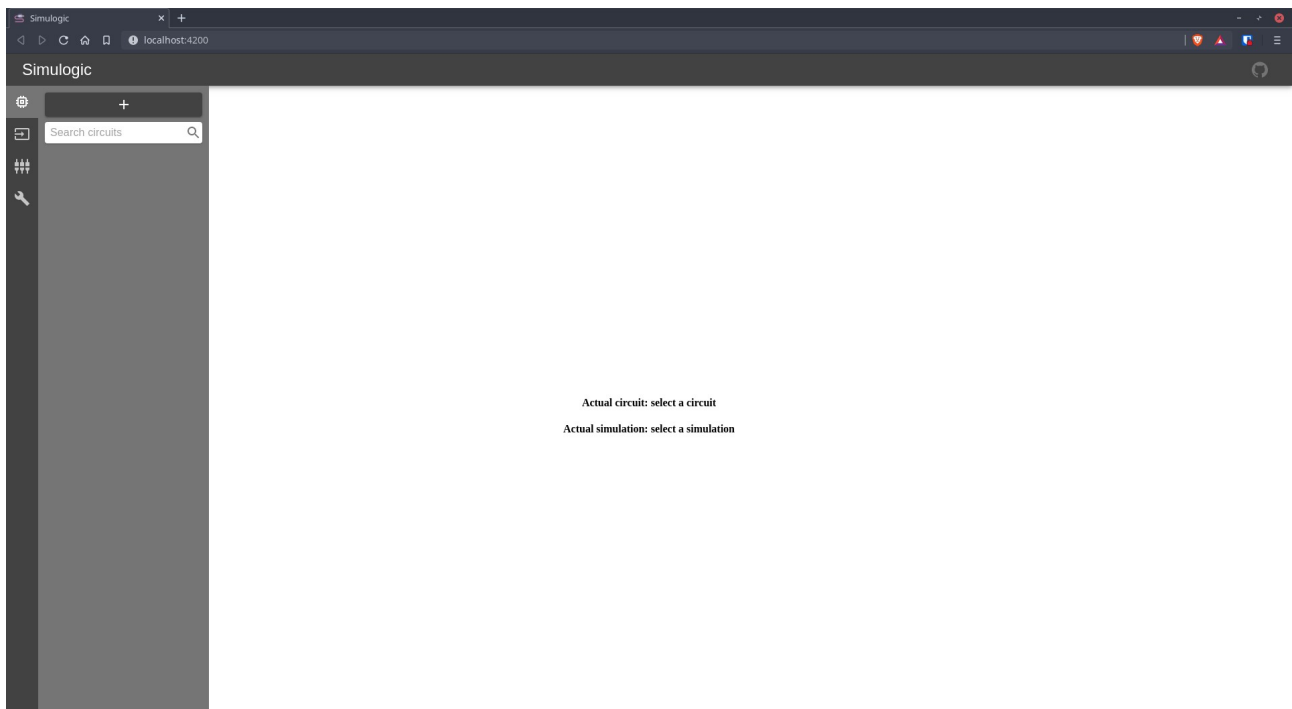 Simulogic
localhost:4200
Simulogic
Search circuits
Actual circuit: select a circuit
Actual simulation: select a simulation